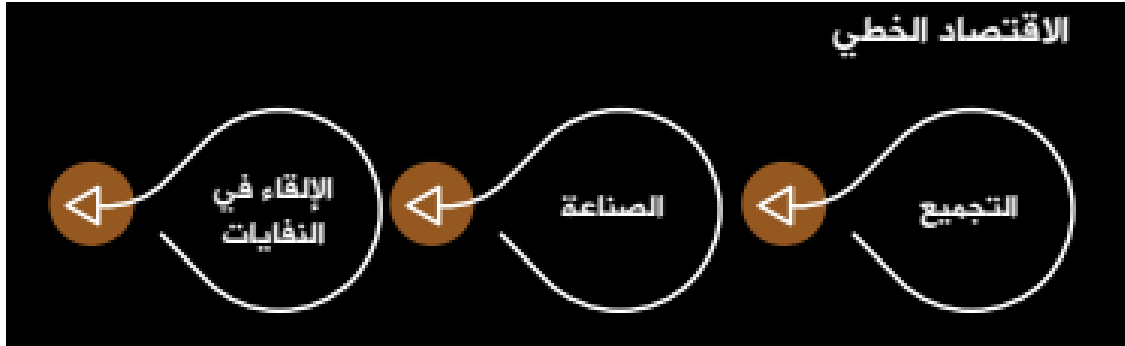 الاقتصاد الخطي
التجميع
الصناعة
الإلقاء في
النفايات